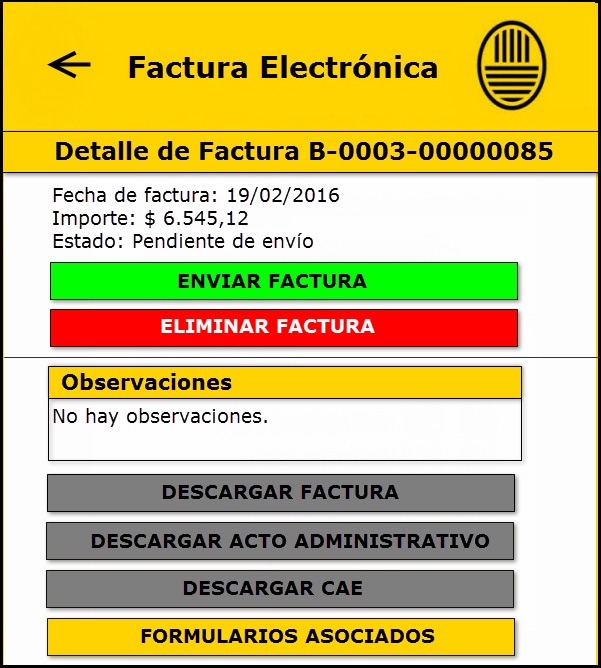 Factura Electrónica
Detalle de Factura B-0003-00000085
Fecha de factura: 19/02/2016
Importe: $ 6.545,12
Estado: Pendiente de envío
ENVIAR FACTURA
ELIMINAR FACTURA
Observaciones
No hay observaciones.
DESCARGAR FACTURA
DESCARGAR ACTO ADMINISTRATIVO
DESCARGAR CAE
FORMULARIOS ASOCIADOS